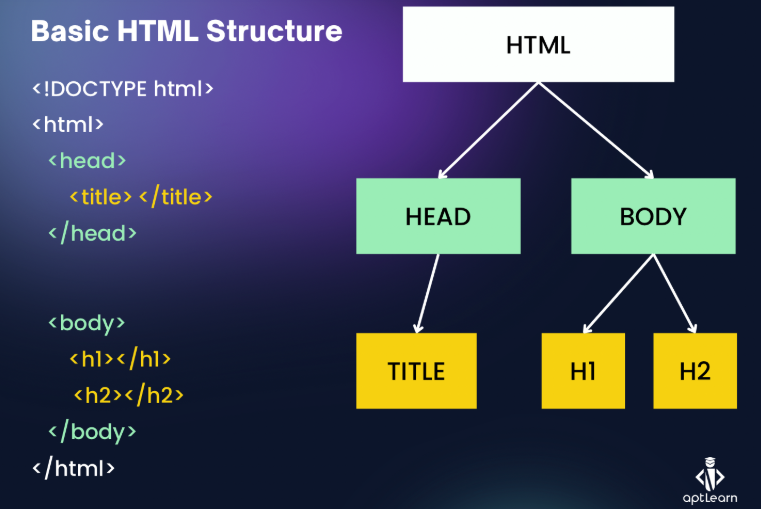 Basic HTML Structure
<!DOCTYPE html>
<html>
<head>
<title> </title>
</head>
<body>
<h1></h1>
<h2></h2>
</body>
</html>
HTML
HEAD
BODY
TITLE
H1
H2
aptLearn